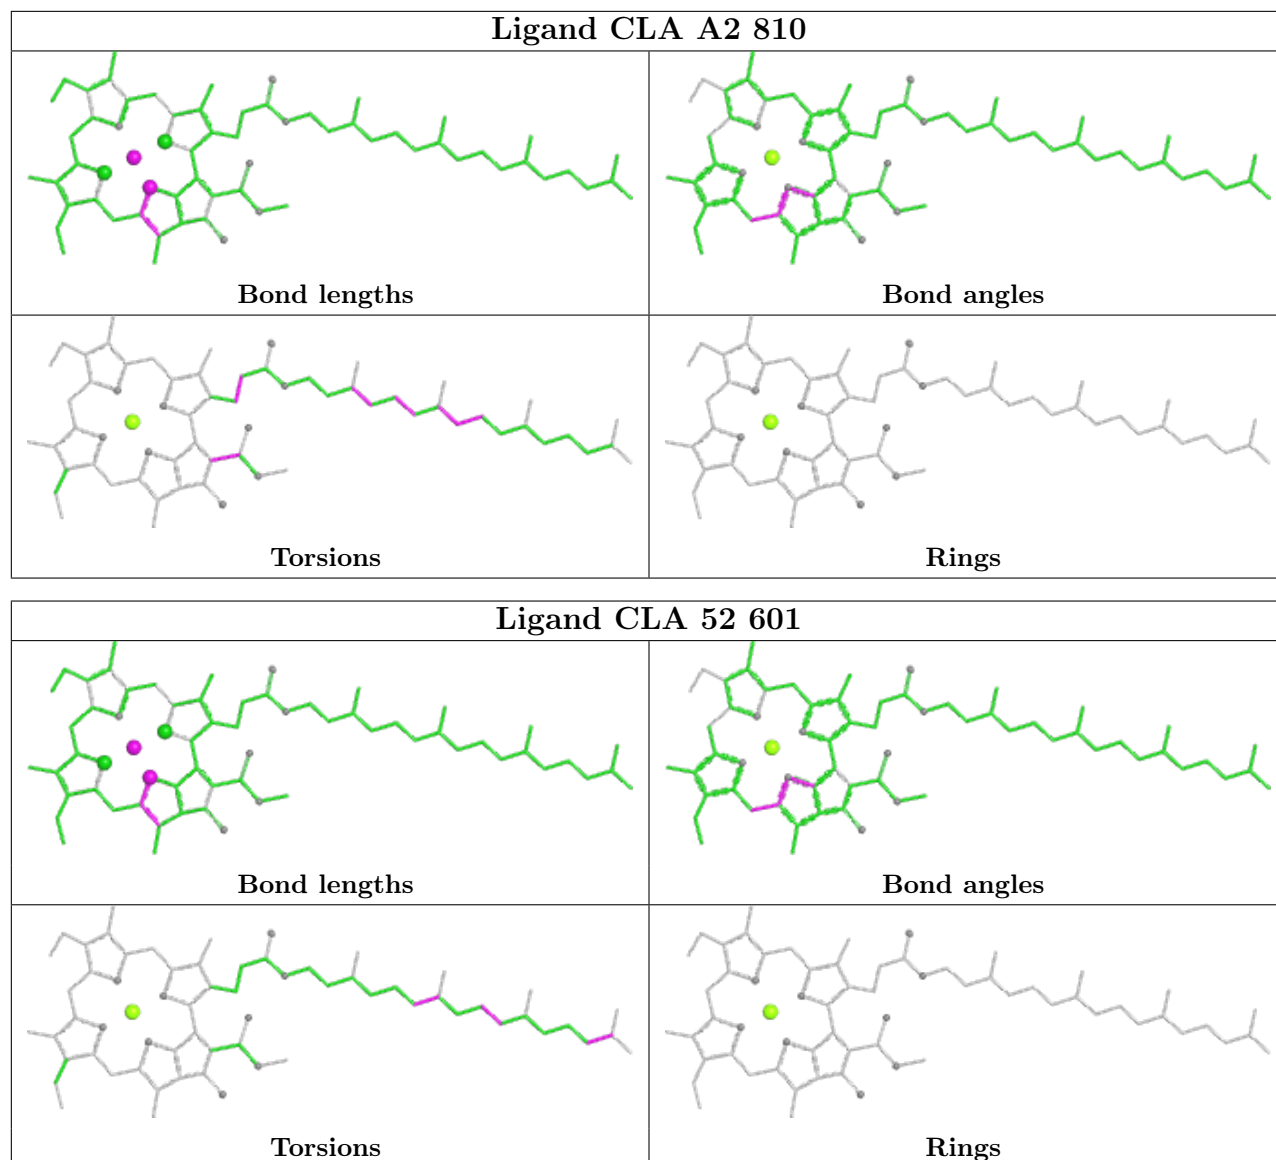 Ligand CLA A2 810
Bond lengths
Bond angles
Torsions
Rings
Ligand CLA 52 601
Bond lengths
Bond angles
Torsions
Rings